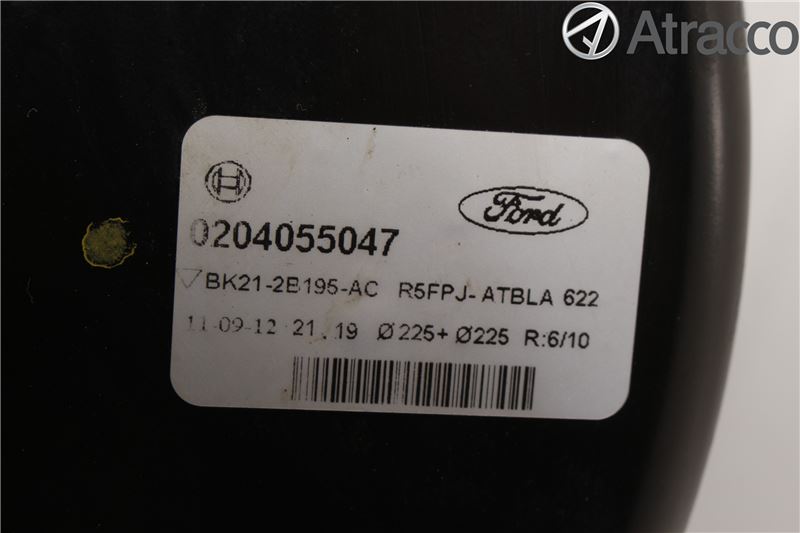 Atracco
Ford
0204055047
BK21-2B195-AC R5FPJ-ATBLA 622
11-09-12 21.19 Ø225+Ø225 R:6/10